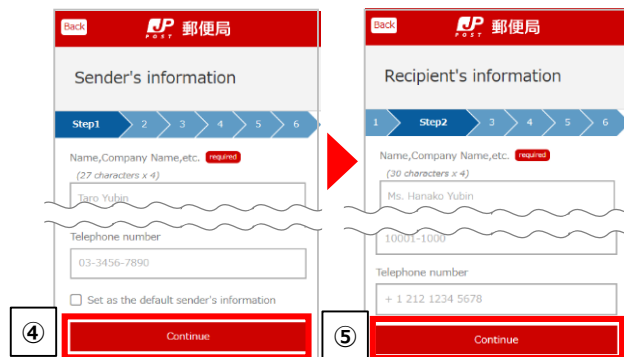 Back
JP
POST
郵便局
Sender's information
Step1 2 3 4 5 6
Name,Company Name,etc. required
(27 characters x 4)
Taro Yubin
Telephone number
03-3456-7890
Set as the default sender's information
④
Continue
Back
JP
POST
郵便局
Recipient's information
1 Step2 3 4 5 6
Name,Company Name,etc. required
(30 characters x 4)
Ms. Hanako Yubin
10001-1000
Telephone number
+ 1 212 1234 5678
⑤
Continue